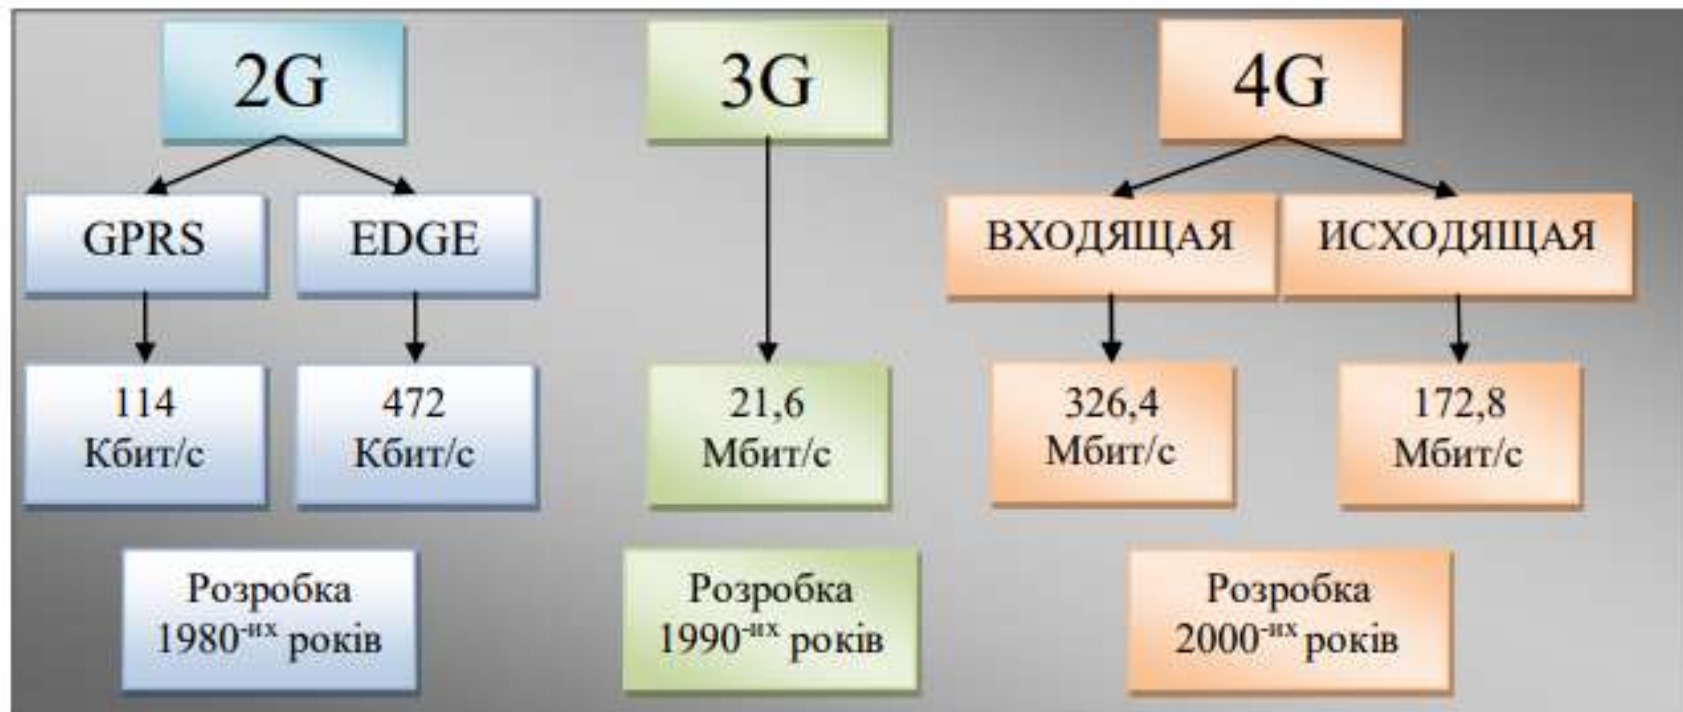 2G
3G
4G
GPRS
EDGE
ВХОДЯЩАЯ
ИСХОДЯЩАЯ
114
Кбит/с
472
Кбит/с
21,6
Мбит/с
326,4
Мбит/с
172,8
Мбит/с
Розробка
1980-их років
Розробка
1990-их років
Розробка
2000-их років